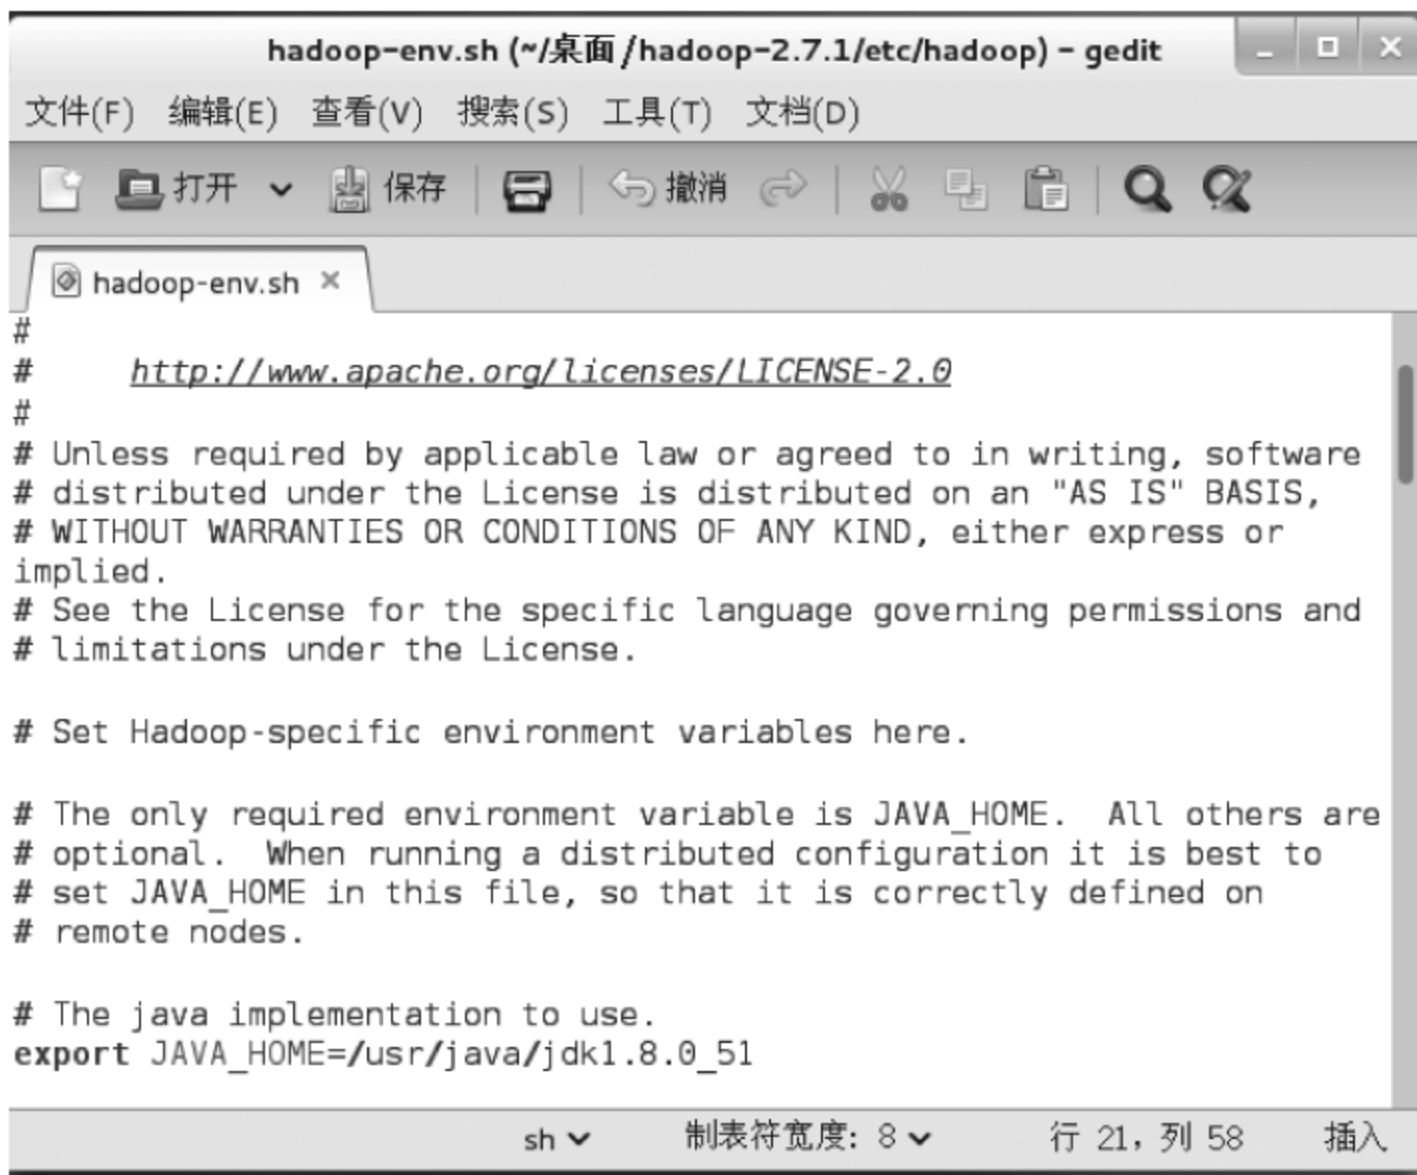 hadoop-env.sh (~/桌面/hadoop-2.7.1/etc/hadoop) – gedit
文件(F) 编辑(E) 查看(V) 搜索(S) 工具(T) 文档(D)
打开 保存 撤消
hadoop-env.sh
#
# http://www.apache.org/licenses/LICENSE-2.0
#
# Unless required by applicable law or agreed to in writing, software
# distributed under the License is distributed on an "AS IS" BASIS,
# WITHOUT WARRANTIES OR CONDITIONS OF ANY KIND, either express or
implied.
# See the License for the specific language governing permissions and
# limitations under the License.
# Set Hadoop-specific environment variables here.
# The only required environment variable is JAVA_HOME.  All others are
# optional.  When running a distributed configuration it is best to
# set JAVA_HOME in this file, so that it is correctly defined on
# remote nodes.
# The java implementation to use.
export JAVA_HOME=/usr/java/jdk1.8.0_51
sh 制表符宽度: 8 行 21, 列 58 插入